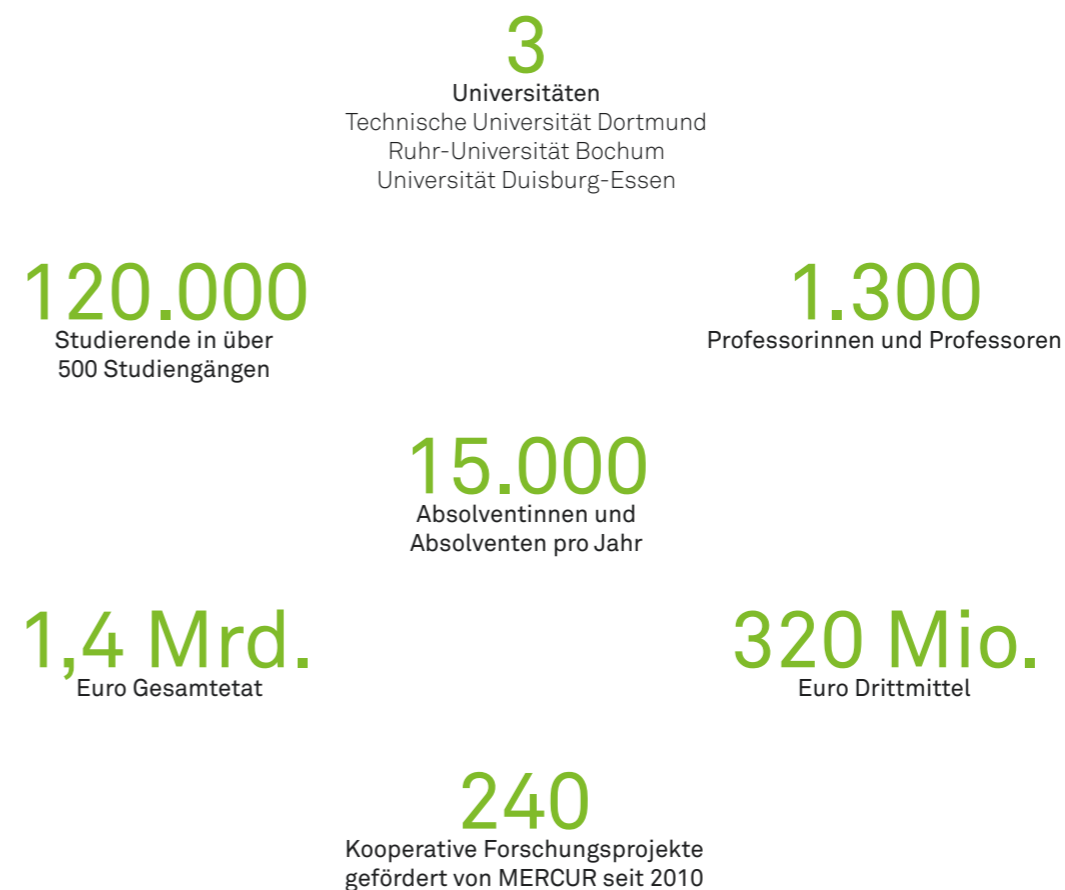 3
Universitäten
Technische Universität Dortmund
Ruhr-Universität Bochum
Universität Duisburg-Essen
120.000
Studierende in über
500 Studiengängen
1.300
Professorinnen und Professoren
15.000
Absolventinnen und
Absolventen pro Jahr
1,4 Mrd.
Euro Gesamtetat
320 Mio.
Euro Drittmittel
240
Kooperative Forschungsprojekte
gefördert von MERCUR seit 2010